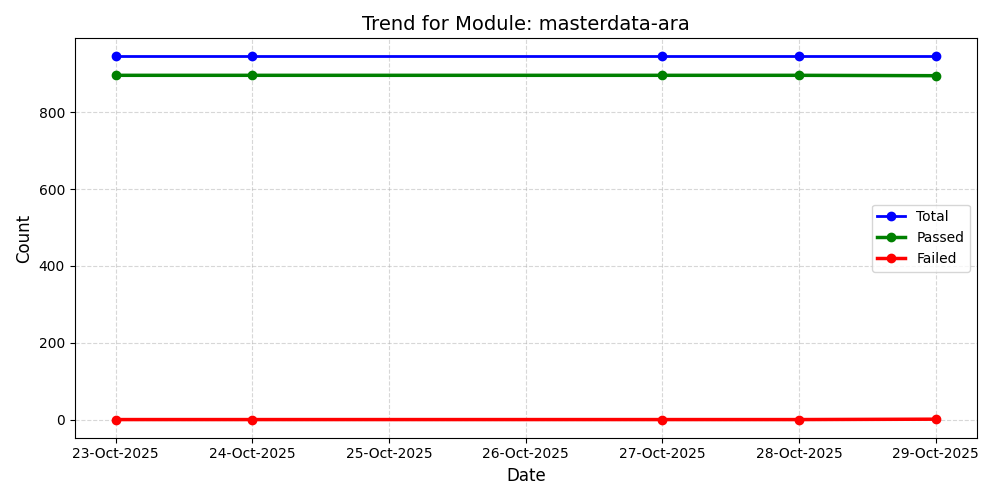 Trend for Module: masterdata-ara
Count
800
600
400
200
0
Total
Passed
Failed
23-Oct-2025 24-Oct-2025 25-Oct-2025 26-Oct-2025 27-Oct-2025 28-Oct-2025 29-Oct-2025
Date